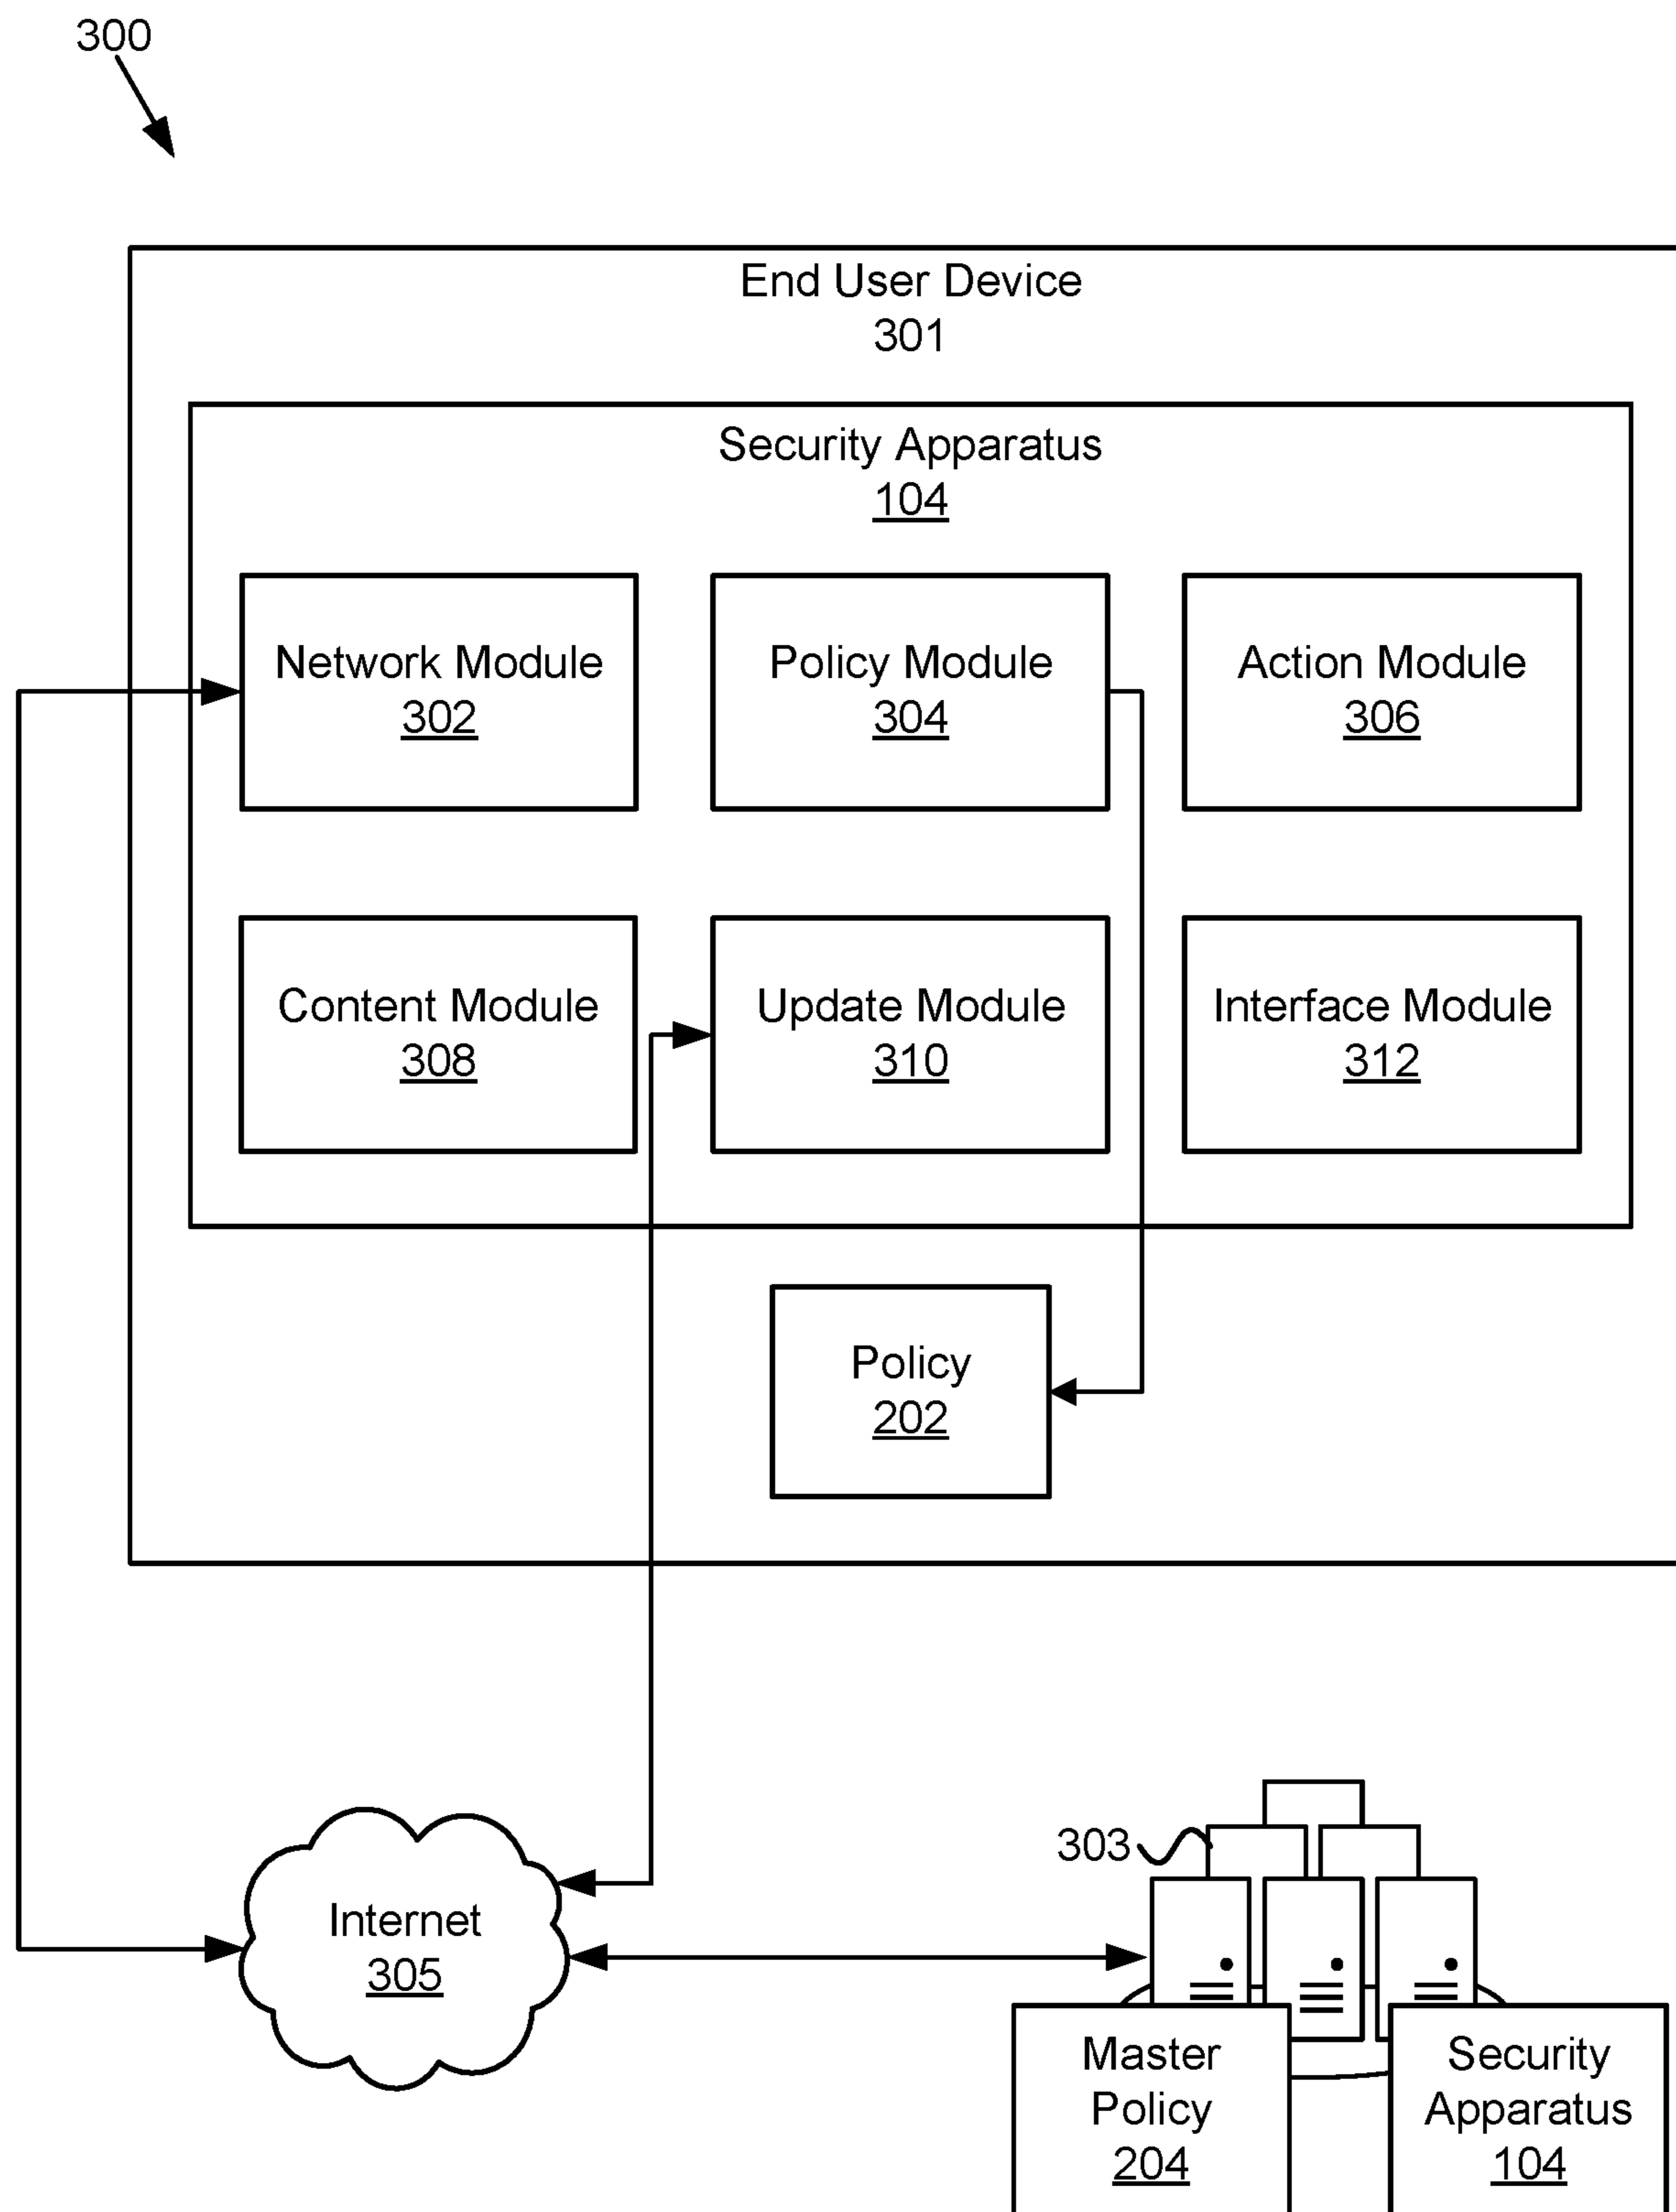 300
End User Device
301
Security Apparatus
104
Network Module
302
Policy Module
304
Action Module
306
Content Module
308
Update Module
310
Interface Module
312
Policy
202
303
Internet
305
Master
Policy
204
Security
Apparatus
104